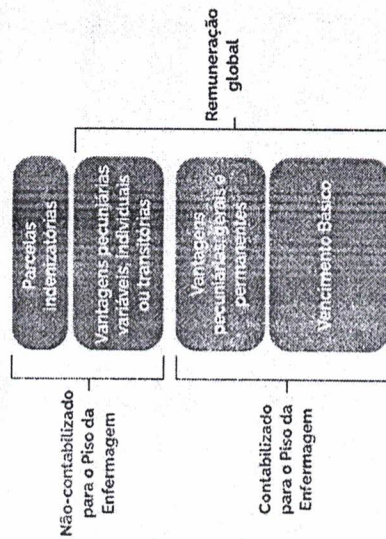 Não-contabilizado
para o Piso da
Enfermagem
Contabilizado
para o Piso da
Enfermagem
Parcelas
indenizatórias
Vantagens pecuniárias
variáveis, individuais
ou transitórias
Vantagens
pecuniárias gerais e
permanentes
Vencimento Básico
Remuneração
global